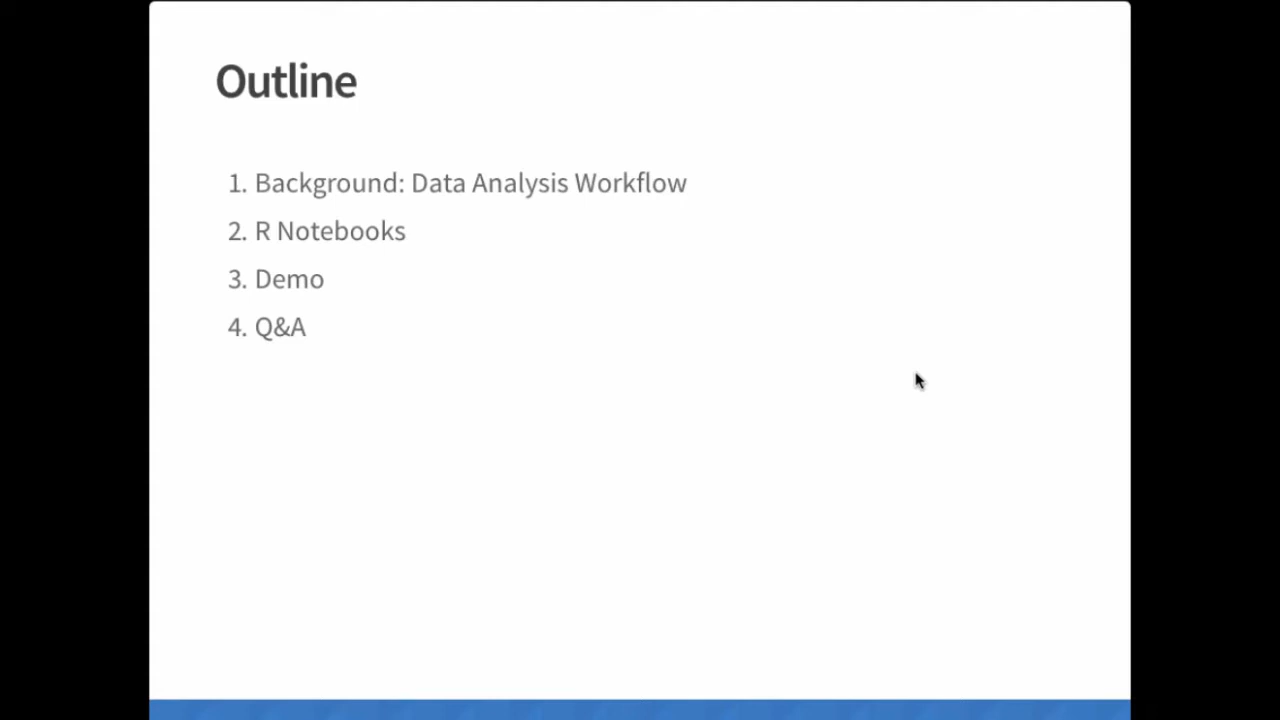 Outline
1. Background: Data Analysis Workflow
2. R Notebooks
3. Demo
4. Q&A